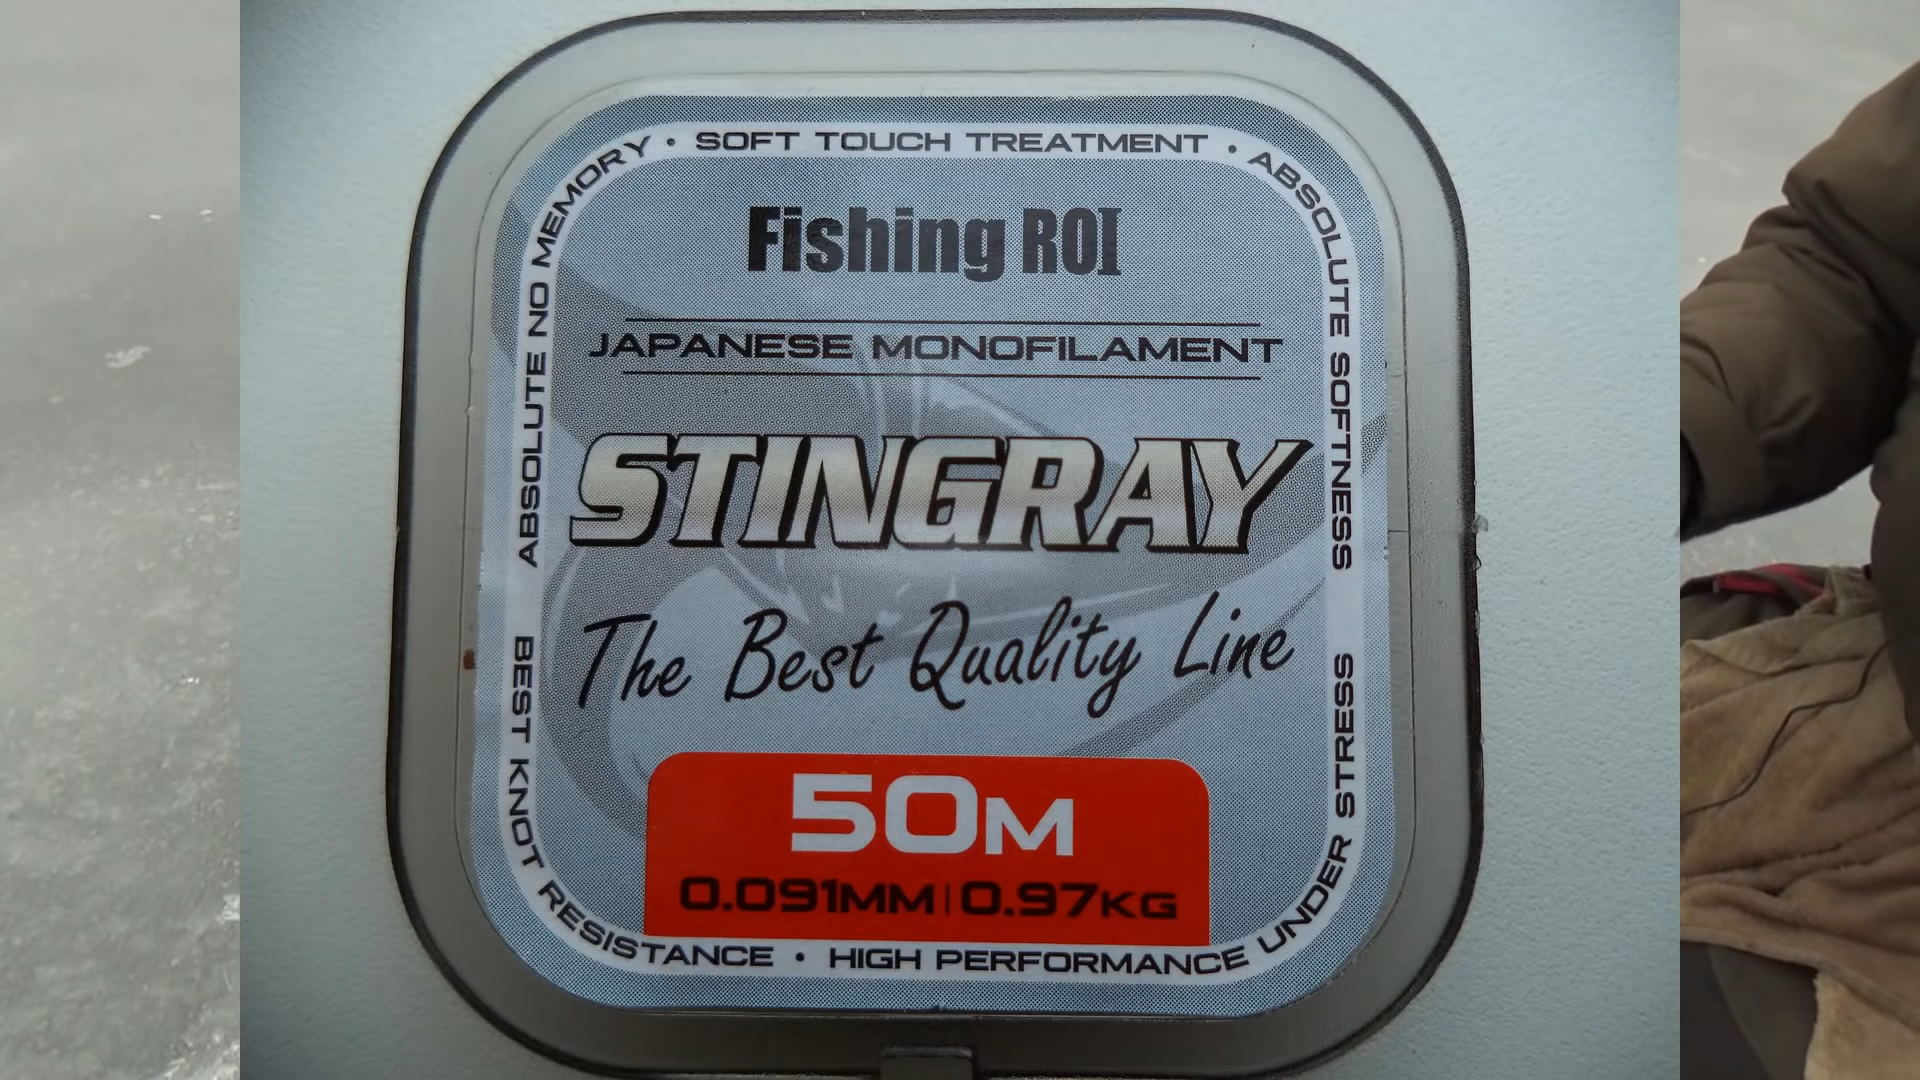 ABSOLUTE NO MEMORY • SOFT TOUCH TREATMENT • ABSOLUTE SOFTNESS
Fishing ROI
JAPANESE MONOFILAMENT
STINGRAY
The Best Quality Line
50M
0.091MM|0.97KG
BEST KNOT RESISTANCE • HIGH PERFORMANCE UNDER STRESS